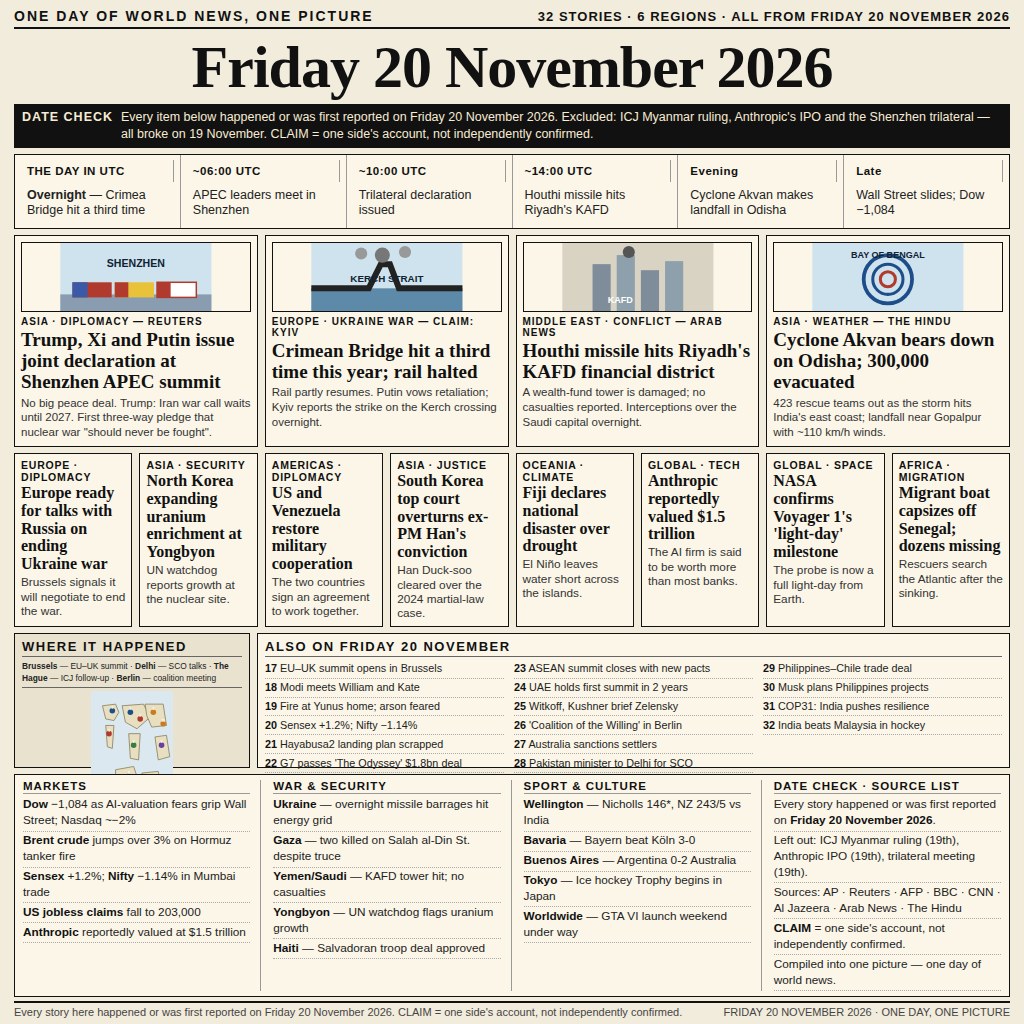 ONE DAY OF WORLD NEWS, ONE PICTURE
32 STORIES · 6 REGIONS · ALL FROM FRIDAY 20 NOVEMBER 2026
Friday 20 November 2026
DATE CHECK Every item below happened or was first reported on Friday 20 November 2026. Excluded: ICJ Myanmar ruling, Anthropic's IPO and the Shenzhen trilateral —
all broke on 19 November. CLAIM = one side's account, not independently confirmed.
THE DAY IN UTC
Overnight — Crimea
Bridge hit a third time
~06:00 UTC
APEC leaders meet in
Shenzhen
~10:00 UTC
Trilateral declaration
issued
~14:00 UTC
Houthi missile hits
Riyadh's KAFD
Evening
Cyclone Akvan makes
landfall in Odisha
Late
Wall Street slides; Dow
−1,084
SHENZHEN
ASIA · DIPLOMACY — REUTERS
Trump, Xi and Putin issue
joint declaration at
Shenzhen APEC summit
No big peace deal. Trump: Iran war call waits
until 2027. First three-way pledge that
nuclear war "should never be fought".
KERCH STRAIT
EUROPE · UKRAINE WAR — CLAIM:
KYIV
Crimean Bridge hit a third
time this year; rail halted
Rail partly resumes. Putin vows retaliation;
Kyiv reports the strike on the Kerch crossing
overnight.
KAFD
MIDDLE EAST · CONFLICT — ARAB
NEWS
Houthi missile hits Riyadh's
KAFD financial district
A wealth-fund tower is damaged; no
casualties reported. Interceptions over the
Saudi capital overnight.
BAY OF BENGAL
ASIA · WEATHER — THE HINDU
Cyclone Akvan bears down
on Odisha; 300,000
evacuated
423 rescue teams out as the storm hits
India's east coast; landfall near Gopalpur
with ~110 km/h winds.
EUROPE ·
DIPLOMACY
Europe ready
for talks with
Russia on
ending
Ukraine war
Brussels signals it
will negotiate to end
the war.
ASIA · SECURITY
North Korea
expanding
uranium
enrichment at
Yongbyon
UN watchdog
reports growth at
the nuclear site.
AMERICAS ·
DIPLOMACY
US and
Venezuela
restore
military
cooperation
The two countries
sign an agreement
to work together.
ASIA · JUSTICE
South Korea
top court
overturns ex-
PM Han's
conviction
Han Duck-soo
cleared over the
2024 martial-law
case.
OCEANIA ·
CLIMATE
Fiji declares
national
disaster over
drought
El Niño leaves
water short across
the islands.
GLOBAL · TECH
Anthropic
reportedly
valued $1.5
trillion
The AI firm is said
to be worth more
than most banks.
GLOBAL · SPACE
NASA
confirms
Voyager 1's
'light-day'
milestone
The probe is now a
full light-day from
Earth.
AFRICA ·
MIGRATION
Migrant boat
capsizes off
Senegal;
dozens missing
Rescuers search
the Atlantic after the
sinking.
WHERE IT HAPPENED
Brussels — EU–UK summit · Delhi — SCO talks · The
Hague — ICJ follow-up · Berlin — coalition meeting
ALSO ON FRIDAY 20 NOVEMBER
17 EU–UK summit opens in Brussels
18 Modi meets William and Kate
19 Fire at Yunus home; arson feared
20 Sensex +1.2%; Nifty −1.14%
21 Hayabusa2 landing plan scrapped
22 G7 passes 'The Odyssey' $1.8bn deal
23 ASEAN summit closes with new pacts
24 UAE holds first summit in 2 years
25 Witkoff, Kushner brief Zelensky
26 'Coalition of the Willing' in Berlin
27 Australia sanctions settlers
28 Pakistan minister to Delhi for SCO
29 Philippines–Chile trade deal
30 Musk plans Philippines projects
31 COP31: India pushes resilience
32 India beats Malaysia in hockey
MARKETS
Dow −1,084 as AI-valuation fears grip Wall
Street; Nasdaq ~−2%
Brent crude jumps over 3% on Hormuz
tanker fire
Sensex +1.2%; Nifty −1.14% in Mumbai
trade
US jobless claims fall to 203,000
Anthropic reportedly valued at $1.5 trillion
WAR & SECURITY
Ukraine — overnight missile barrages hit
energy grid
Gaza — two killed on Salah al-Din St.
despite truce
Yemen/Saudi — KAFD tower hit; no
casualties
Yongbyon — UN watchdog flags uranium
growth
Haiti — Salvadoran troop deal approved
SPORT & CULTURE
Wellington — Nicholls 146*, NZ 243/5 vs
India
Bavaria — Bayern beat Köln 3-0
Buenos Aires — Argentina 0-2 Australia
Tokyo — Ice hockey Trophy begins in
Japan
Worldwide — GTA VI launch weekend
under way
DATE CHECK · SOURCE LIST
Every story happened or was first reported
on Friday 20 November 2026.
Left out: ICJ Myanmar ruling (19th),
Anthropic IPO (19th), trilateral meeting
(19th).
Sources: AP · Reuters · AFP · BBC · CNN ·
Al Jazeera · Arab News · The Hindu
CLAIM = one side's account, not
independently confirmed.
Compiled into one picture — one day of
world news.
Every story here happened or was first reported on Friday 20 November 2026. CLAIM = one side's account, not independently confirmed.
FRIDAY 20 NOVEMBER 2026 · ONE DAY, ONE PICTURE